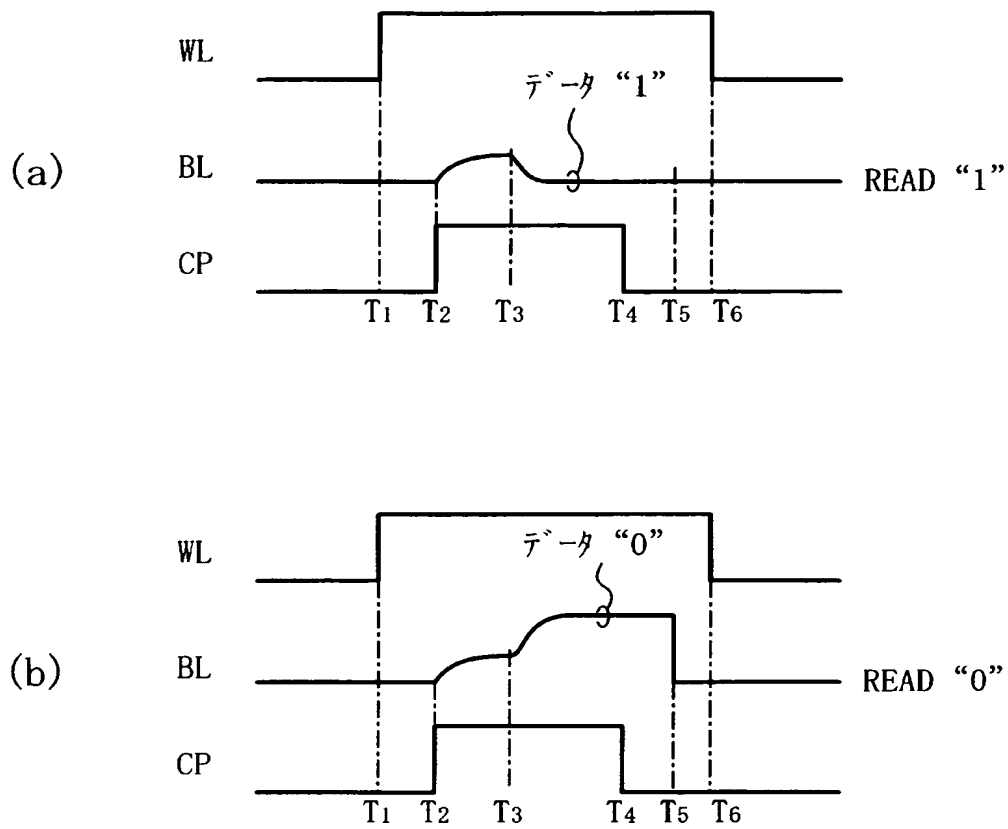 WL
データ “1”
(a)
BL
READ “1”
CP
T1 T2 T3 T4 T5 T6
WL
データ “0”
(b)
BL
READ “0”
CP
T1 T2 T3 T4 T5 T6